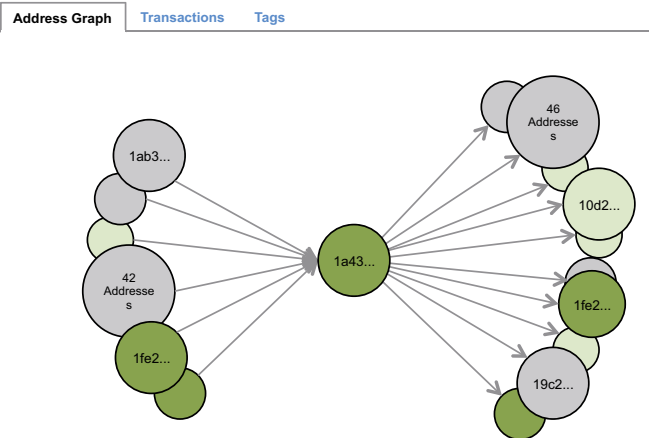 Address Graph Transactions Tags
1ab3...
42
Addresse
s
1fe2...
1a43...
46
Addresse
s
10d2...
1fe2...
19c2...